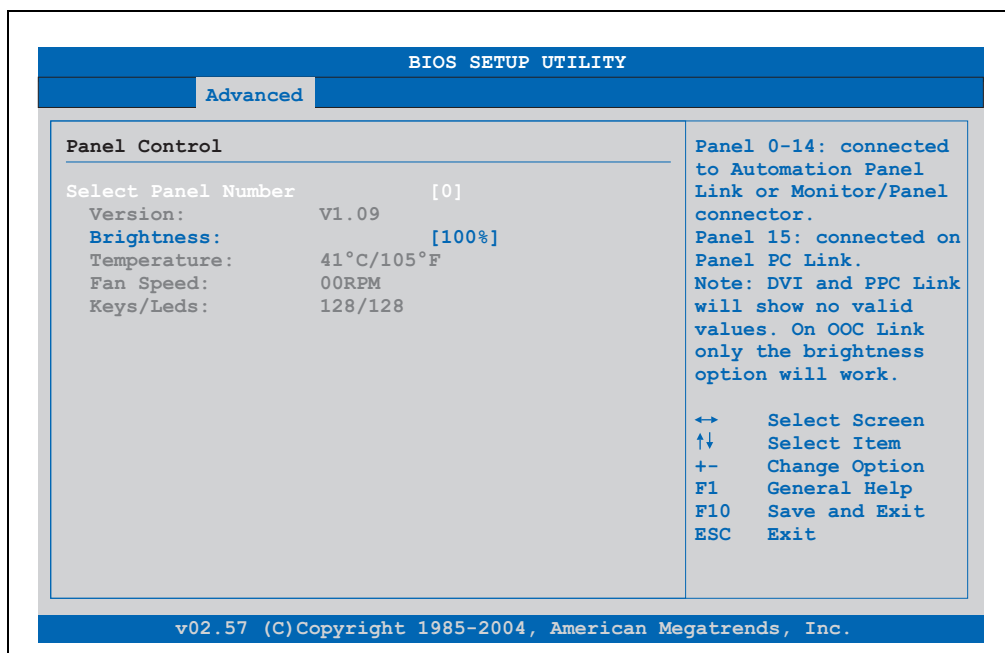 BIOS SETUP UTILITY
Advanced
Panel Control
Select Panel Number [0]
Version: V1.09
Brightness: [100%]
Temperature: 41°C/105°F
Fan Speed: 00RPM
Keys/Leds: 128/128
Panel 0-14: connected
to Automation Panel
Link or Monitor/Panel
connector.
Panel 15: connected on
Panel PC Link.
Note: DVI and PPC Link
will show no valid
values. On OOC Link
only the brightness
option will work.
↔ Select Screen
↑↓ Select Item
+- Change Option
F1 General Help
F10 Save and Exit
ESC Exit
v02.57 (C)Copyright 1985-2004, American Megatrends, Inc.